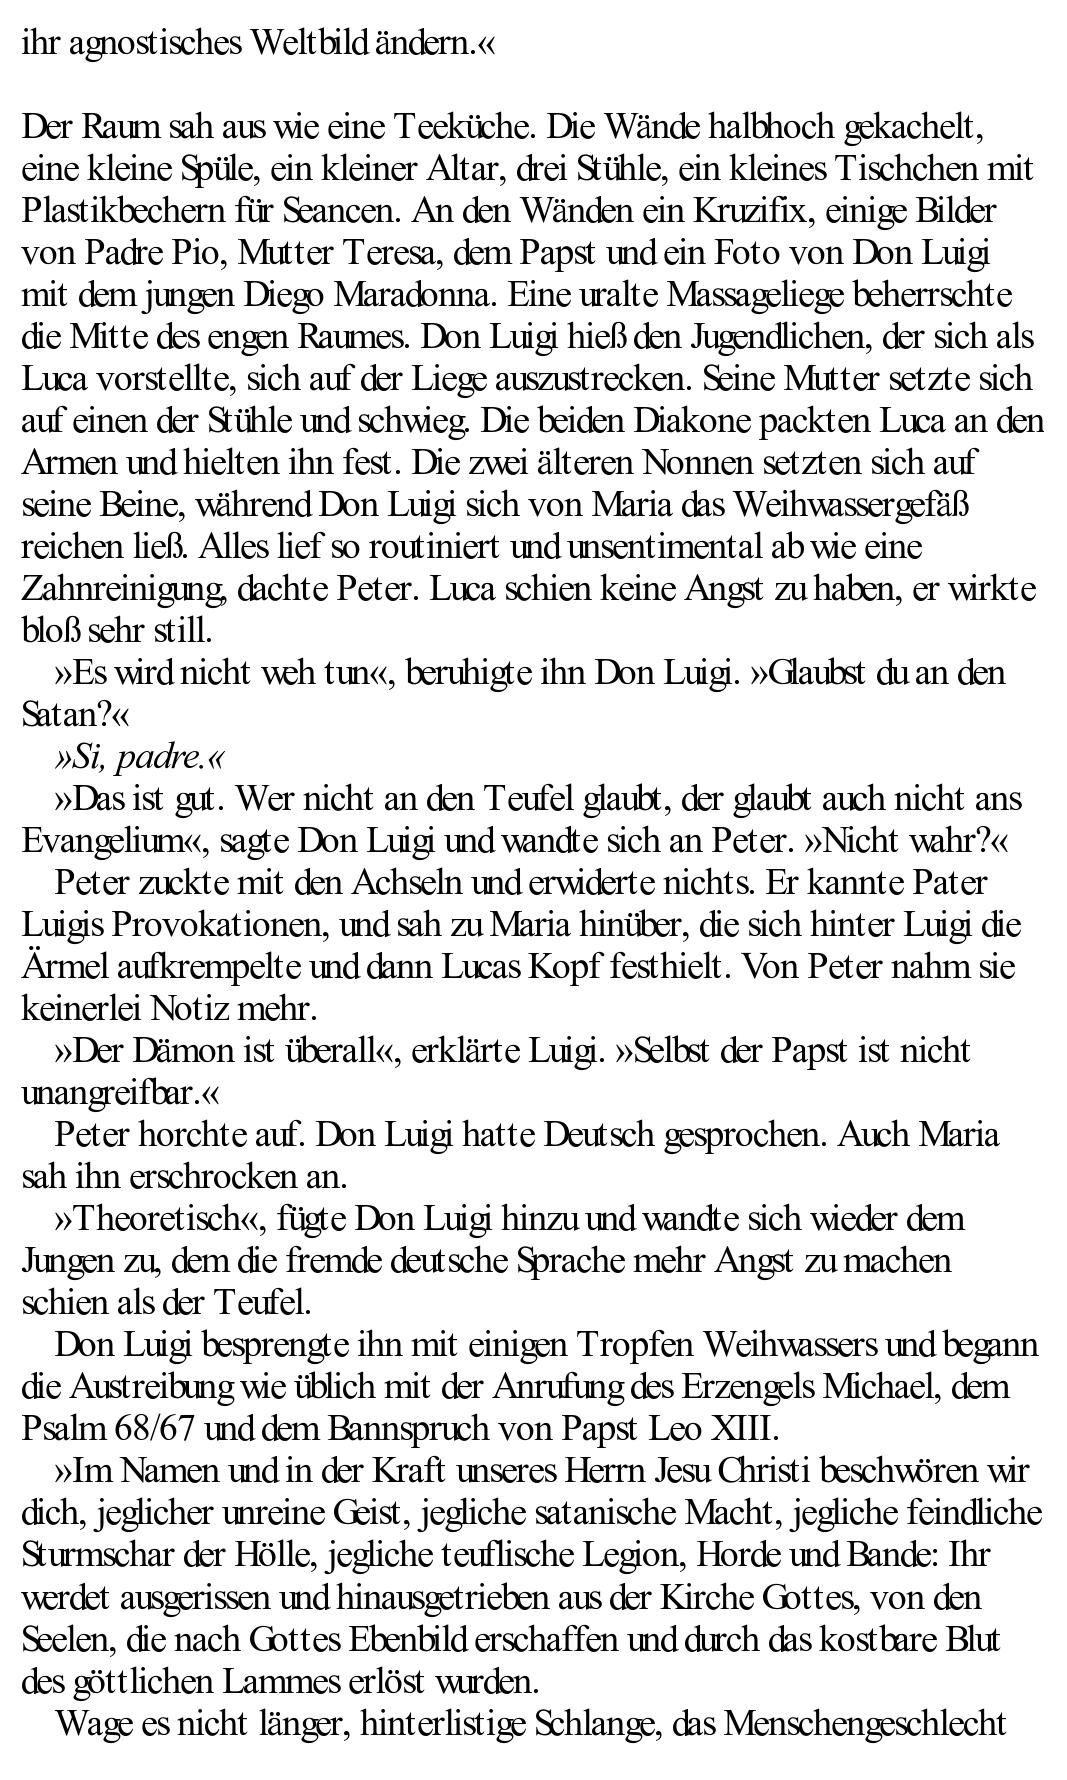 ihr agnostisches Weltbild ändern.«
Der Raum sah aus wie eine Teeküche. Die Wände halbhoch gekachelt,
eine kleine Spüle, ein kleiner Altar, drei Stühle, ein kleines Tischchen mit
Plastikbechern für Seancen. An den Wänden ein Kruzifix, einige Bilder
von Padre Pio, Mutter Teresa, dem Papst und ein Foto von Don Luigi
mit dem jungen Diego Maradonna. Eine uralte Massageliege beherrschte
die Mitte des engen Raumes. Don Luigi hieß den Jugendlichen, der sich als
Luca vorstellte, sich auf der Liege auszustrecken. Seine Mutter setzte sich
auf einen der Stühle und schwieg. Die beiden Diakone packten Luca an den
Armen und hielten ihn fest. Die zwei älteren Nonnen setzten sich auf
seine Beine, während Don Luigi sich von Maria das Weihwassergefäß
reichen ließ. Alles lief so routiniert und unsentimental ab wie eine
Zahnreinigung, dachte Peter. Luca schien keine Angst zu haben, er wirkte
bloß sehr still.
»Es wird nicht weh tun«, beruhigte ihn Don Luigi. »Glaubst du an den
Satan?«
»Si, padre.«
»Das ist gut. Wer nicht an den Teufel glaubt, der glaubt auch nicht ans
Evangelium«, sagte Don Luigi und wandte sich an Peter. »Nicht wahr?«
Peter zuckte mit den Achseln und erwiderte nichts. Er kannte Pater
Luigis Provokationen, und sah zu Maria hinüber, die sich hinter Luigi die
Ärmel aufkrempelte und dann Lucas Kopf festhielt. Von Peter nahm sie
keinerlei Notiz mehr.
»Der Dämon ist überall«, erklärte Luigi. »Selbst der Papst ist nicht
unangreifbar.«
Peter horchte auf. Don Luigi hatte Deutsch gesprochen. Auch Maria
sah ihn erschrocken an.
»Theoretisch«, fügte Don Luigi hinzu und wandte sich wieder dem
Jungen zu, dem die fremde deutsche Sprache mehr Angst zu machen
schien als der Teufel.
Don Luigi besprengte ihn mit einigen Tropfen Weihwassers und begann
die Austreibung wie üblich mit der Anrufung des Erzengels Michael, dem
Psalm 68/67 und dem Bannspruch von Papst Leo XIII.
»Im Namen und in der Kraft unseres Herrn Jesu Christi beschwören wir
dich, jeglicher unreine Geist, jegliche satanische Macht, jegliche feindliche
Sturmschar der Hölle, jegliche teuflische Legion, Horde und Bande: Ihr
werdet ausgerissen und hinausgetrieben aus der Kirche Gottes, von den
Seelen, die nach Gottes Ebenbild erschaffen und durch das kostbare Blut
des göttlichen Lammes erlöst wurden.
Wage es nicht länger, hinterlistige Schlange, das Menschengeschlecht